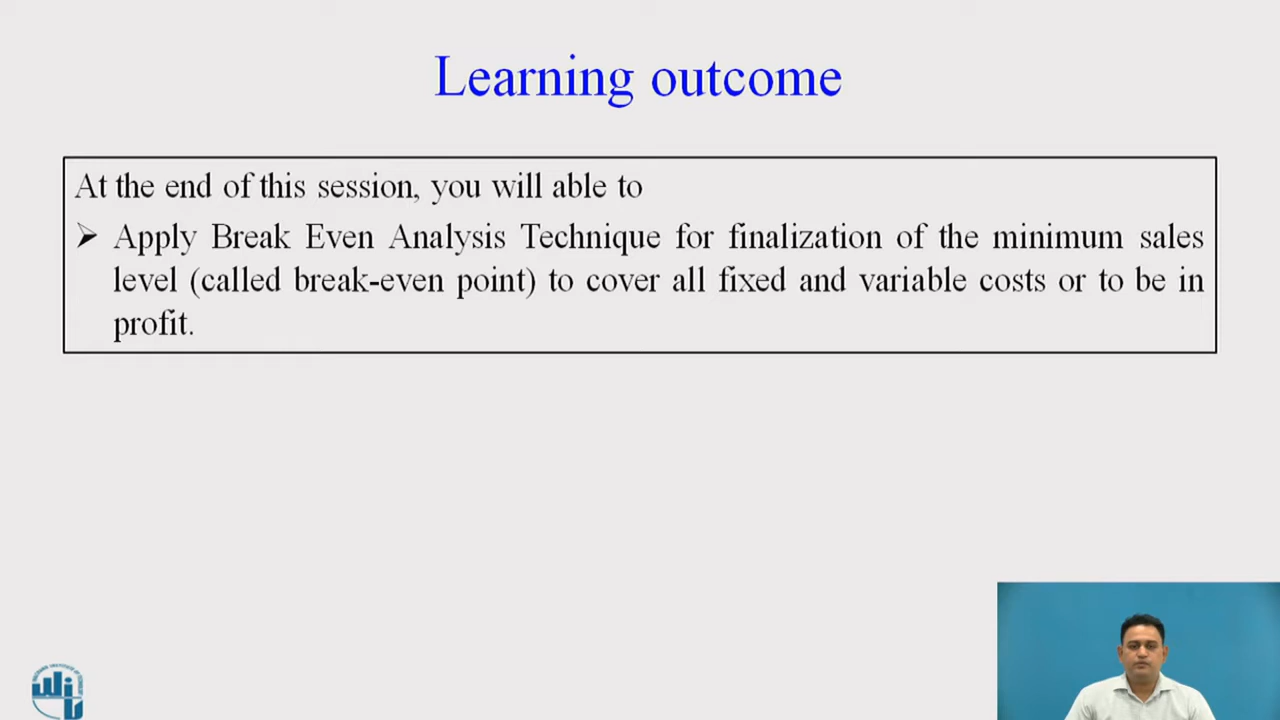 Learning outcome
At the end of this session, you will able to
➢ Apply Break Even Analysis Technique for finalization of the minimum sales
level (called break-even point) to cover all fixed and variable costs or to be in
profit.